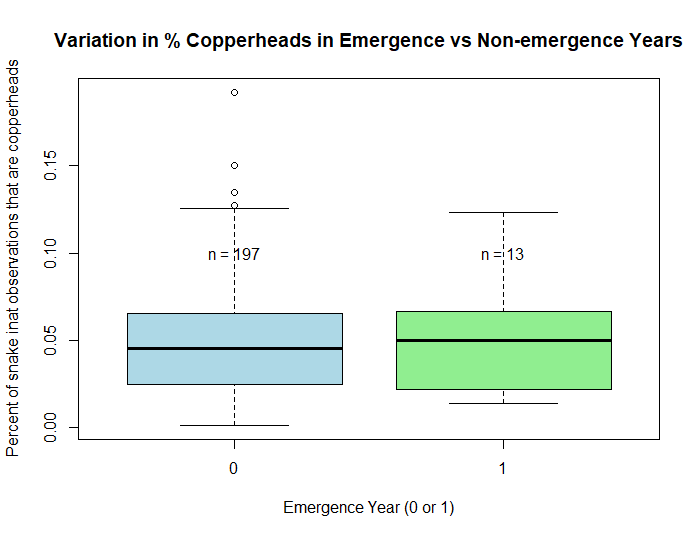 Variation in % Copperheads in Emergence vs Non-emergence Years
Percent of snake inat observations that are copperheads
0.15
0.10
0.05
0.00
n = 197
n = 13
0
1
Emergence Year (0 or 1)